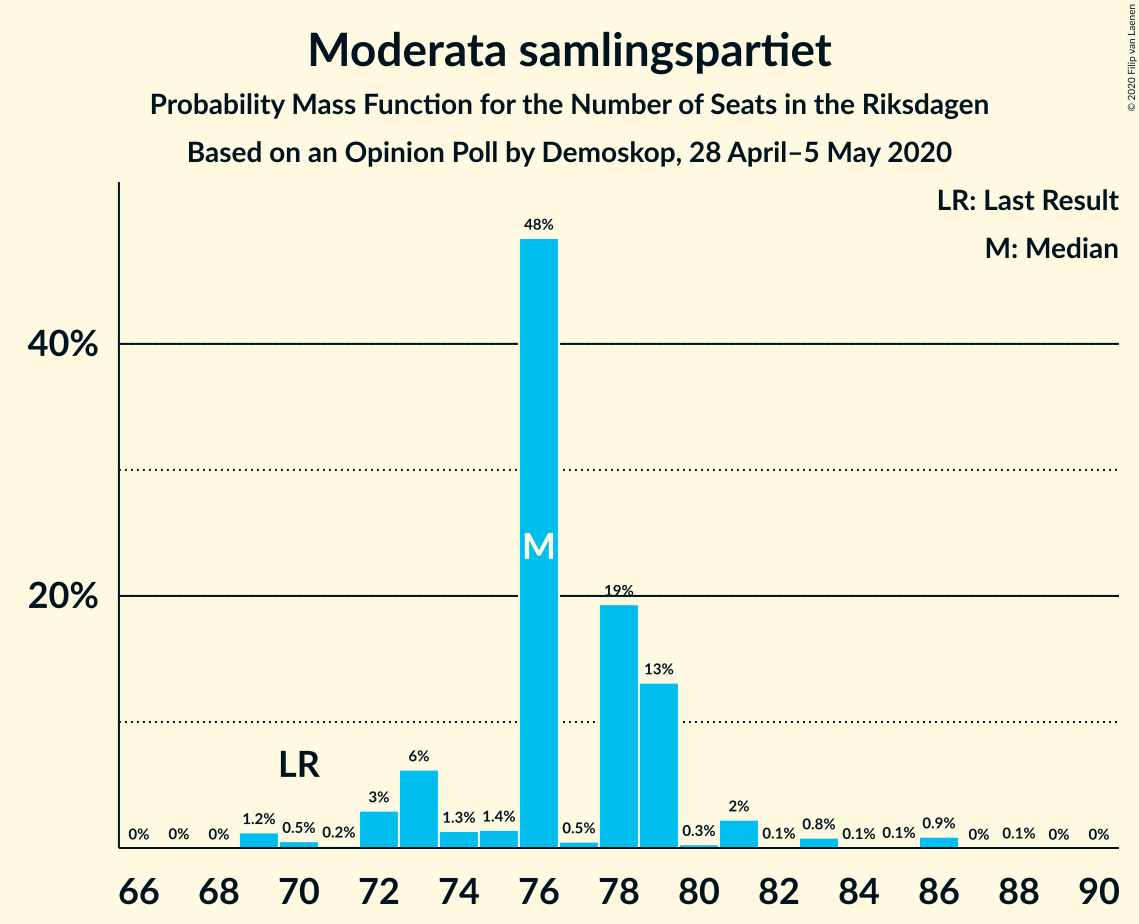 Moderata samlingspartiet
Probability Mass Function for the Number of Seats in the Riksdagen
Based on an Opinion Poll by Demoskop, 28 April–5 May 2020
© 2020 Filip van Laenen
LR: Last Result
M: Median
40%
20%
48%
M
19%
13%
LR
6%
3%
2%
0% 0% 0% 1.2% 0.5% 0.2% 1.3% 1.4% 0.5% 0.3% 0.1% 0.8% 0.1% 0.1% 0.9% 0% 0.1% 0% 0%
66 68 70 72 74 76 78 80 82 84 86 88 90